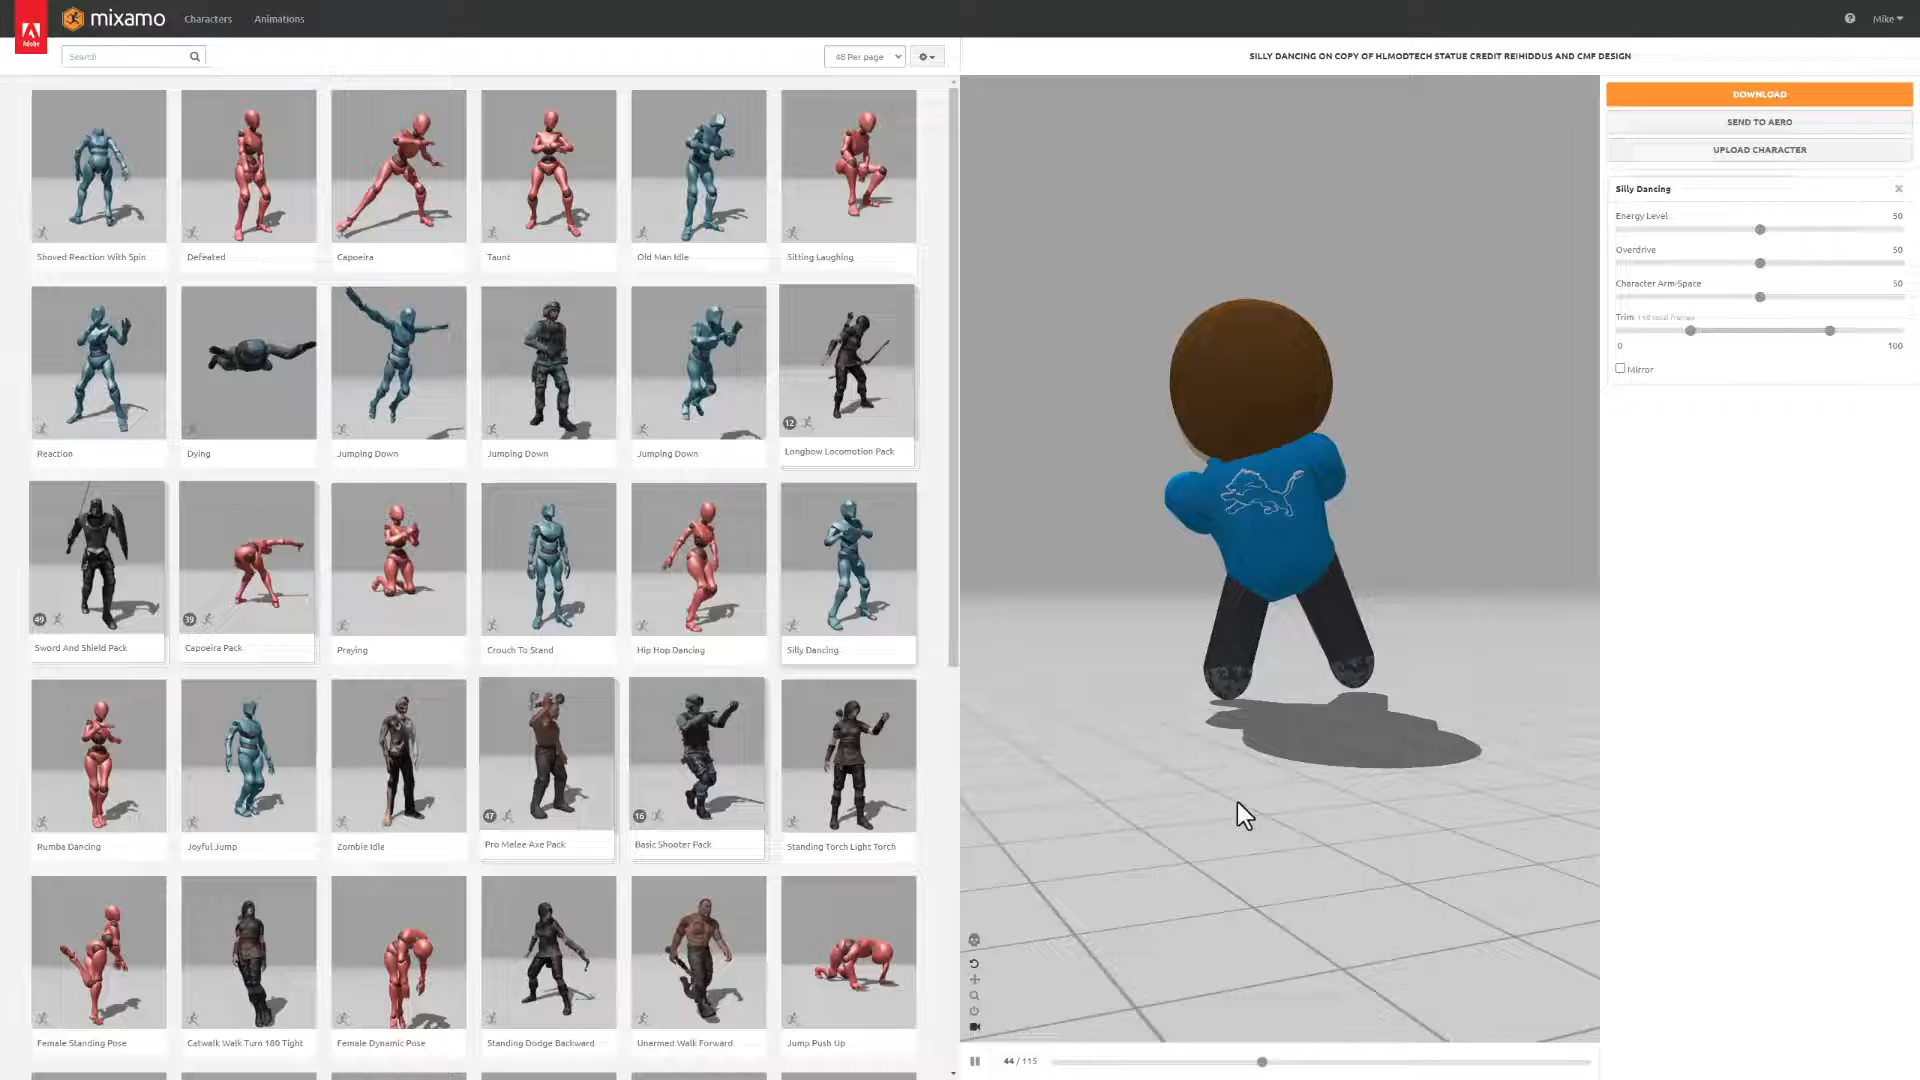 Adobe
mixamo
Characters
Animations
Mike
Search
48 Per page
SILLY DANCING ON COPY OF HLMODTECH STATUE CREDIT REIHIDDUS AND CMF DESIGN
DOWNLOAD
SEND TO AERO
UPLOAD CHARACTER
Silly Dancing
Energy Level 50
Overdrive 50
Character Arm-Space 50
Trim 116 total frames
0 100
Mirror
Shoved Reaction With Spin
Defeated
Capoeira
Taunt
Old Man Idle
Sitting Laughing
Reaction
Dying
Jumping Down
Jumping Down
Jumping Down
12
Longbow Locomotion Pack
49
Sword And Shield Pack
39
Capoeira Pack
Praying
Crouch To Stand
Hip Hop Dancing
Silly Dancing
Rumba Dancing
Joyful Jump
Zombie Idle
47
Pro Melee Axe Pack
16
Basic Shooter Pack
Standing Torch Light Torch
Female Standing Pose
Catwalk Walk Turn 180 Tight
Female Dynamic Pose
Standing Dodge Backward
Unarmed Walk Forward
Jump Push Up
44 / 115